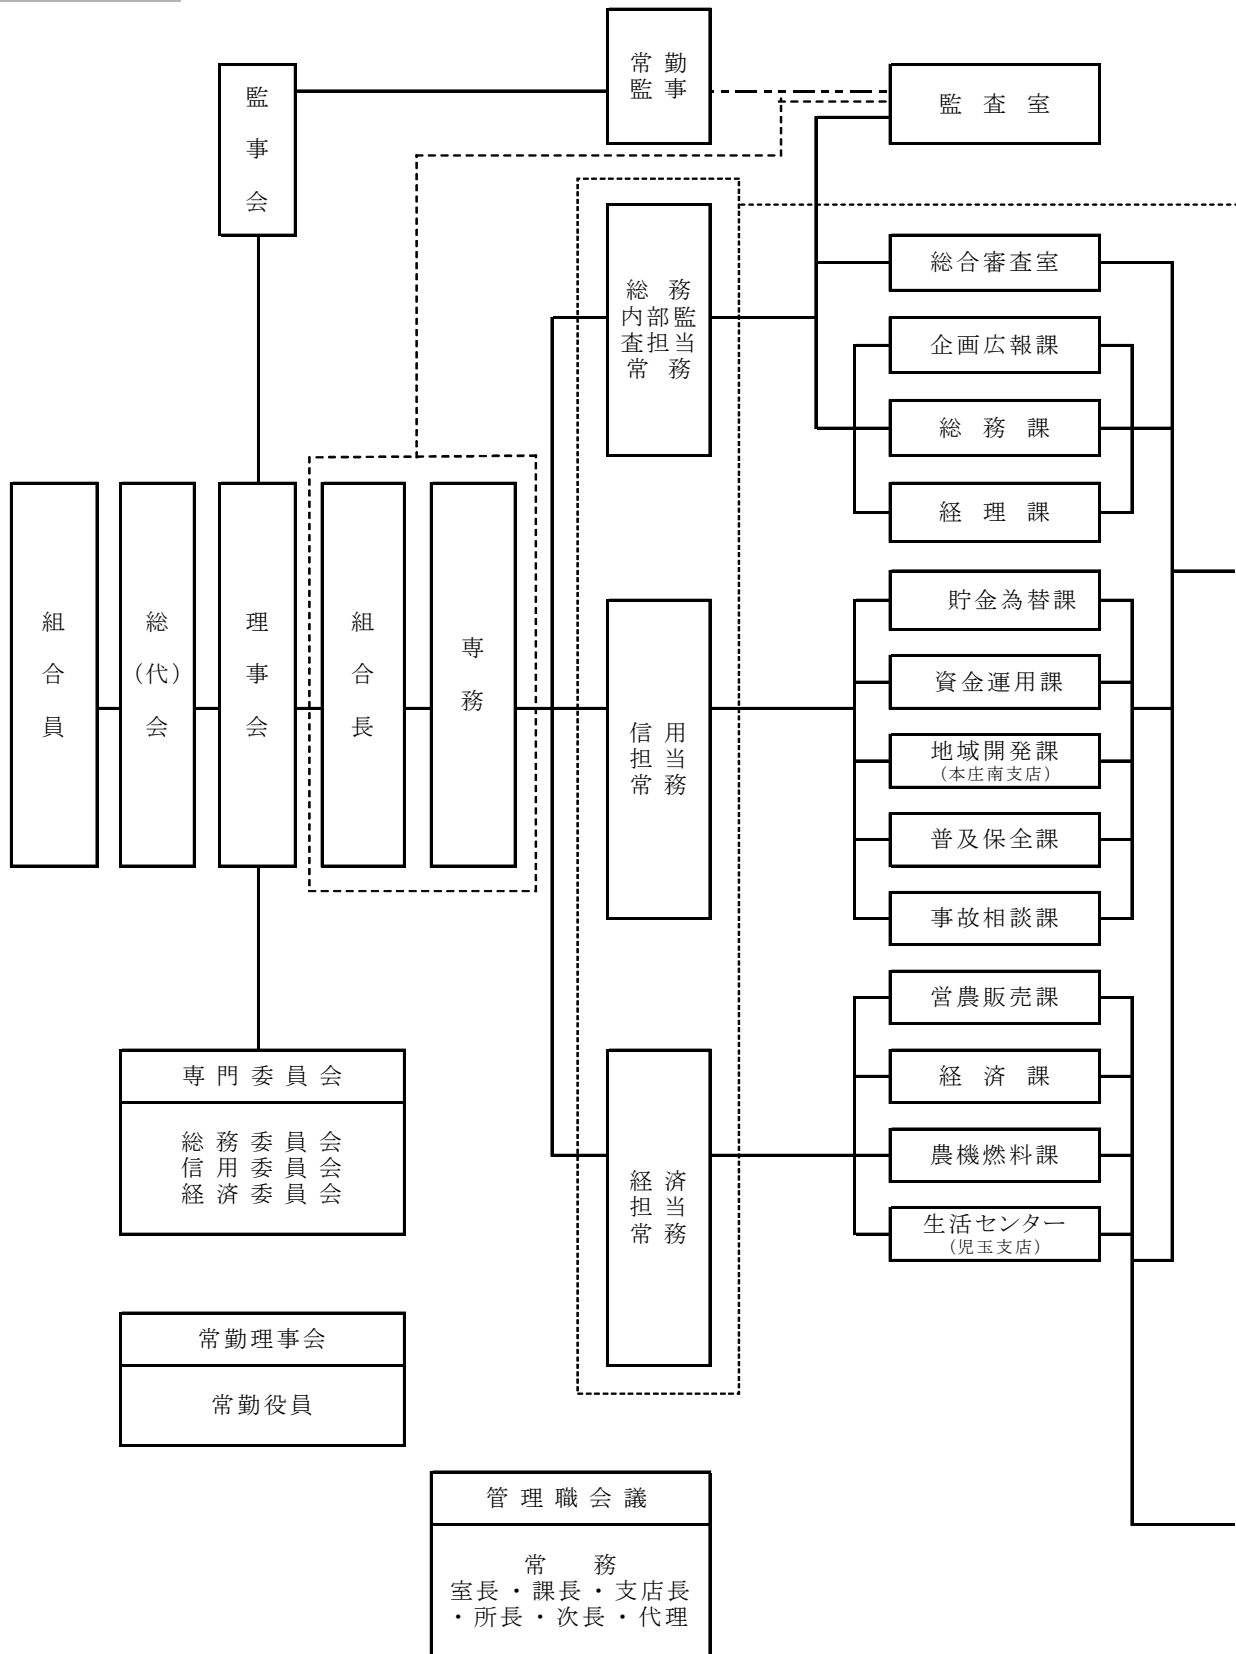 常勤
監事
監査室
監事会
総務
内部監
査担当
常務
総合審査室
企画広報課
総務課
経理課
組合員
総(代)会
理事会
組合長
専務
信用
担当
常務
貯金為替課
資金運用課
地域開発課
(本庄南支店)
普及保全課
事故相談課
経済
担当
常務
営農販売課
経済課
農機燃料課
生活センター
(児玉支店)
専門委員会
総務委員会
信用委員会
経済委員会
常勤理事会
常勤役員
管理職会議
常務
室長・課長・支店長
・所長・次長・代理